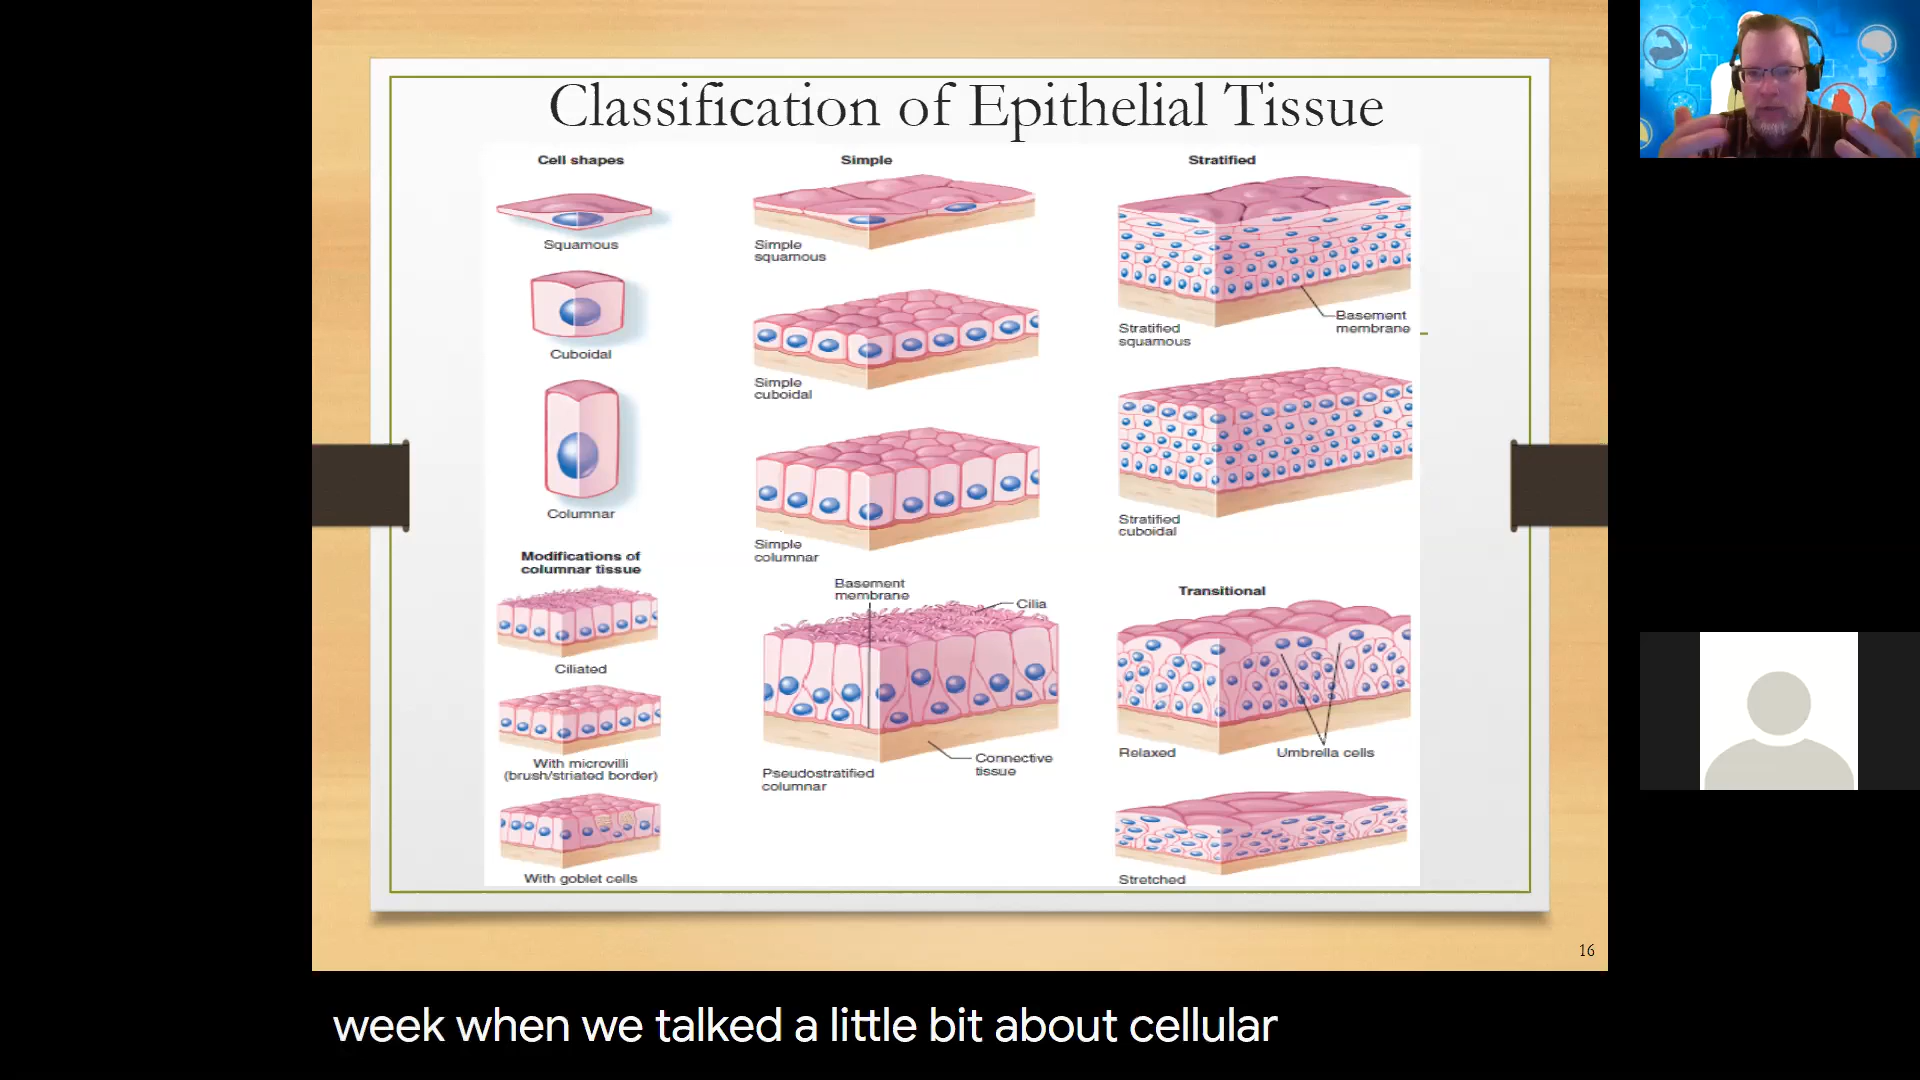 Classification of Epithelial Tissue
Cell shapes
Squamous
Cuboidal
Columnar
Modifications of
columnar tissue
Ciliated
With microvilli
(brush/striated border)
With goblet cells
Simple
Simple
squamous
Simple
cuboidal
Simple
columnar
Basement
membrane
Cilia
Connective
tissue
Pseudostratified
columnar
Stratified
Basement
membrane
Stratified
squamous
Stratified
cuboidal
Transitional
Relaxed
Umbrella cells
Stretched
16
week when we talked a little bit about cellular